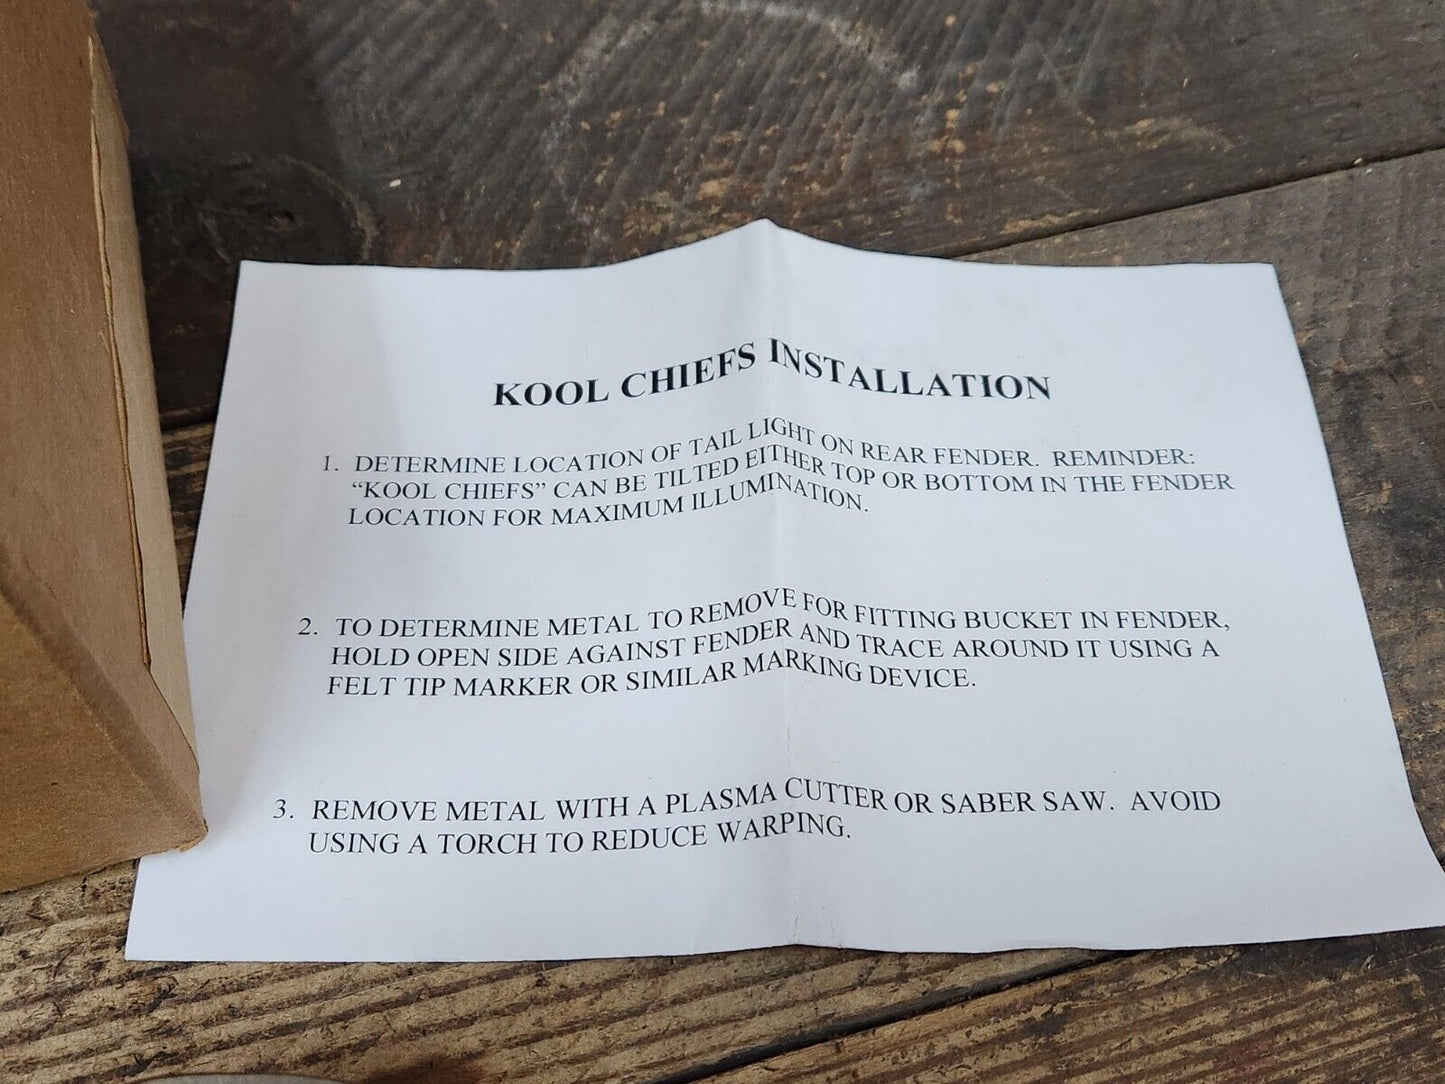 KOOL CHIEFS INSTALLATION
1. DETERMINE LOCATION OF TAIL LIGHT ON REAR FENDER. REMINDER:
“KOOL CHIEFS” CAN BE TILTED EITHER TOP OR BOTTOM IN THE FENDER
LOCATION FOR MAXIMUM ILLUMINATION.
2. TO DETERMINE METAL TO REMOVE FOR FITTING BUCKET IN FENDER,
HOLD OPEN SIDE AGAINST FENDER AND TRACE AROUND IT USING A
FELT TIP MARKER OR SIMILAR MARKING DEVICE.
3. REMOVE METAL WITH A PLASMA CUTTER OR SABER SAW. AVOID
USING A TORCH TO REDUCE WARPING.